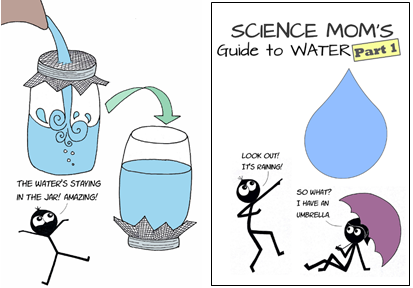 THE WATER'S STAYING
IN THE JAR! AMAZING!
SCIENCE MOM'S
Guide to WATER Part 1
LOOK OUT!
IT'S RAINING!
SO WHAT?
I HAVE AN
UMBRELLA